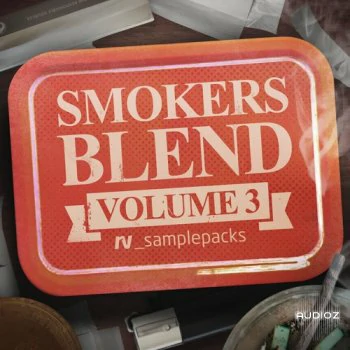 SMOKERS
BLEND
VOLUME 3
rv_samplepacks
AUDIOZ